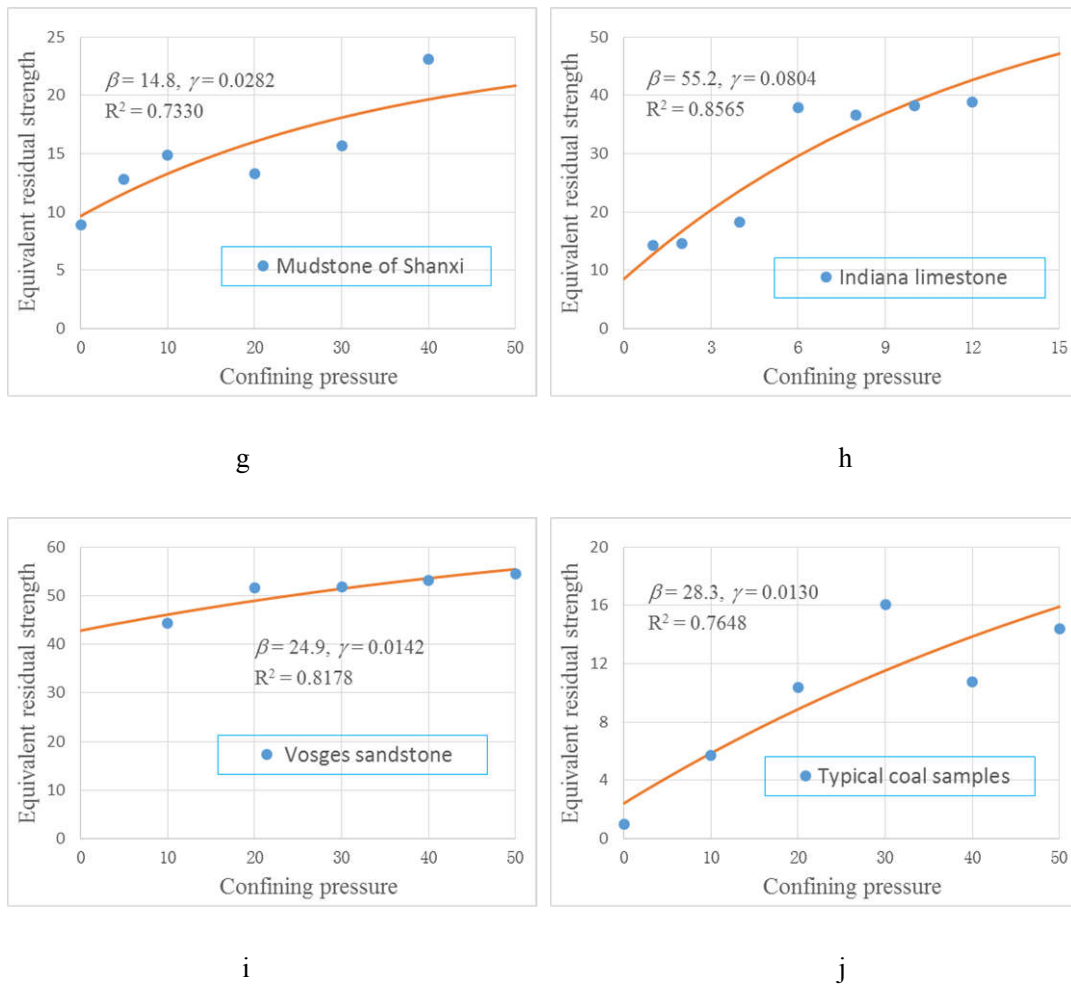 Equivalent residual strength
25
20
15
10
5
0
β = 14.8, γ = 0.0282
R² = 0.7330
Mudstone of Shanxi
0 10 20 30 40 50
Confining pressure
g
Equivalent residual strength
50
40
30
20
10
0
β = 55.2, γ = 0.0804
R² = 0.8565
Indiana limestone
0 3 6 9 12 15
Confining pressure
h
Equivalent residual strength
60
50
40
30
20
10
0
β = 24.9, γ = 0.0142
R² = 0.8178
Vosges sandstone
0 10 20 30 40 50
Confining pressure
i
Equivalent residual strength
20
16
12
8
4
0
β = 28.3, γ = 0.0130
R² = 0.7648
Typical coal samples
0 10 20 30 40 50
Confining pressure
j